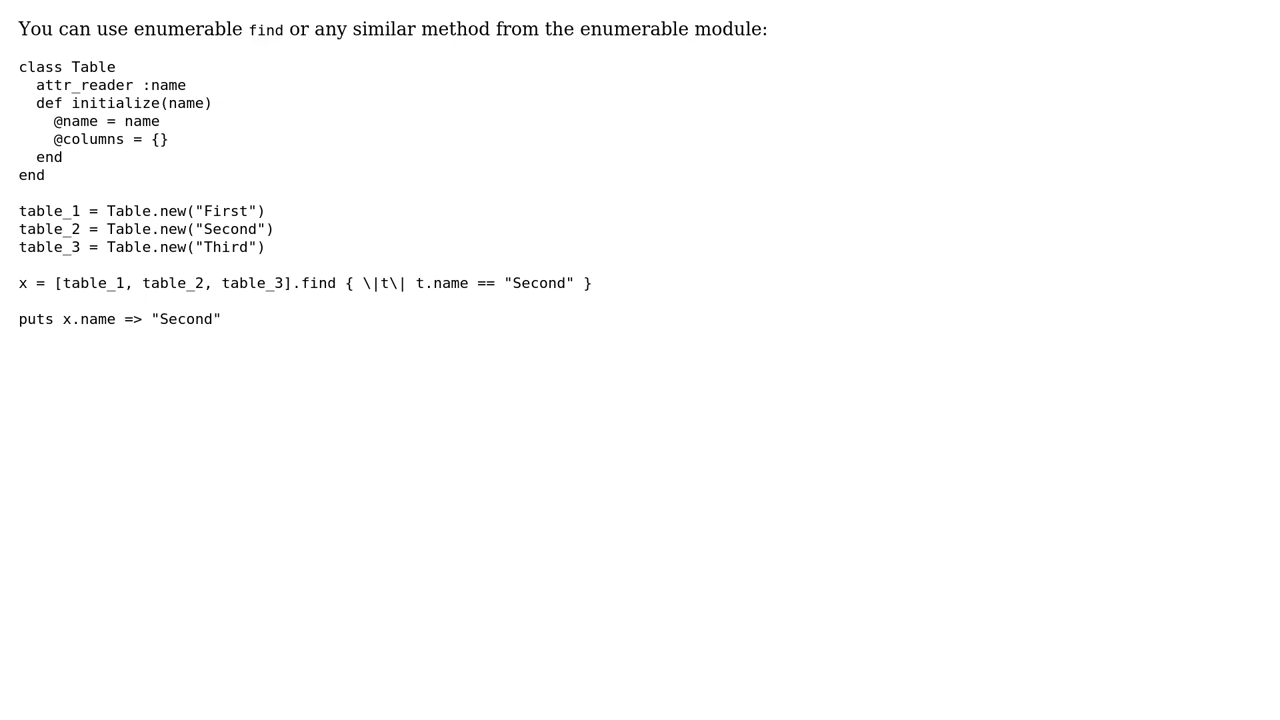 You can use enumerable find or any similar method from the enumerable module:
class Table
  attr_reader :name
  def initialize(name)
    @name = name
    @columns = {}
  end
end

table_1 = Table.new("First")
table_2 = Table.new("Second")
table_3 = Table.new("Third")

x = [table_1, table_2, table_3].find { \|t\| t.name == "Second" }

puts x.name => "Second"